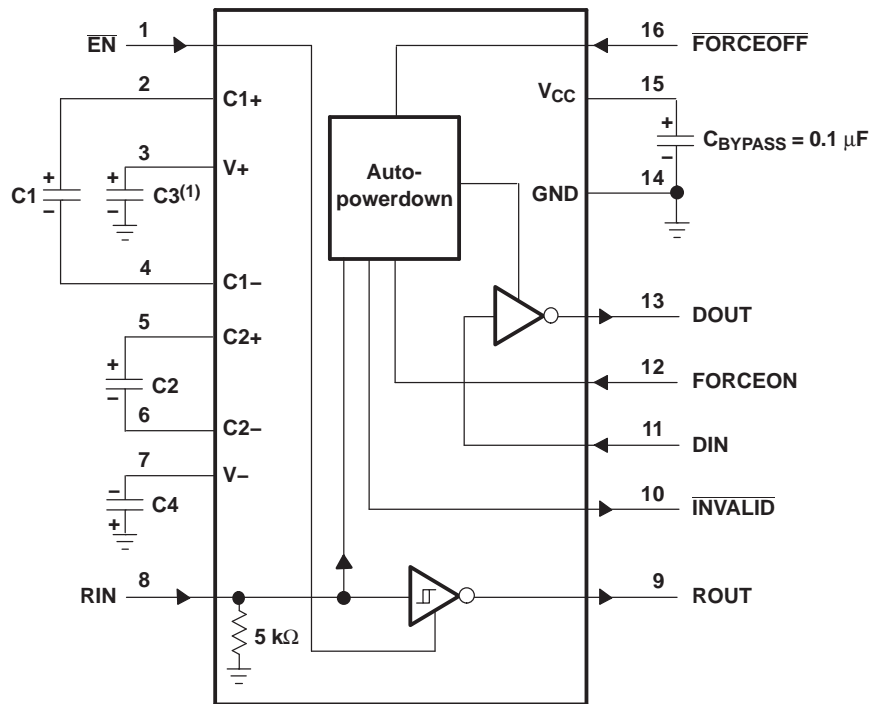 1
EN
2
C1+
3
V+
C1
C3(1)
4
C1−
5
C2+
C2
6
C2−
7
V−
C4
8
RIN
5 kΩ
Auto-
powerdown
16
FORCEOFF
15
VCC
CBYPASS = 0.1 μF
14
GND
13
DOUT
12
FORCEON
11
DIN
10
INVALID
9
ROUT